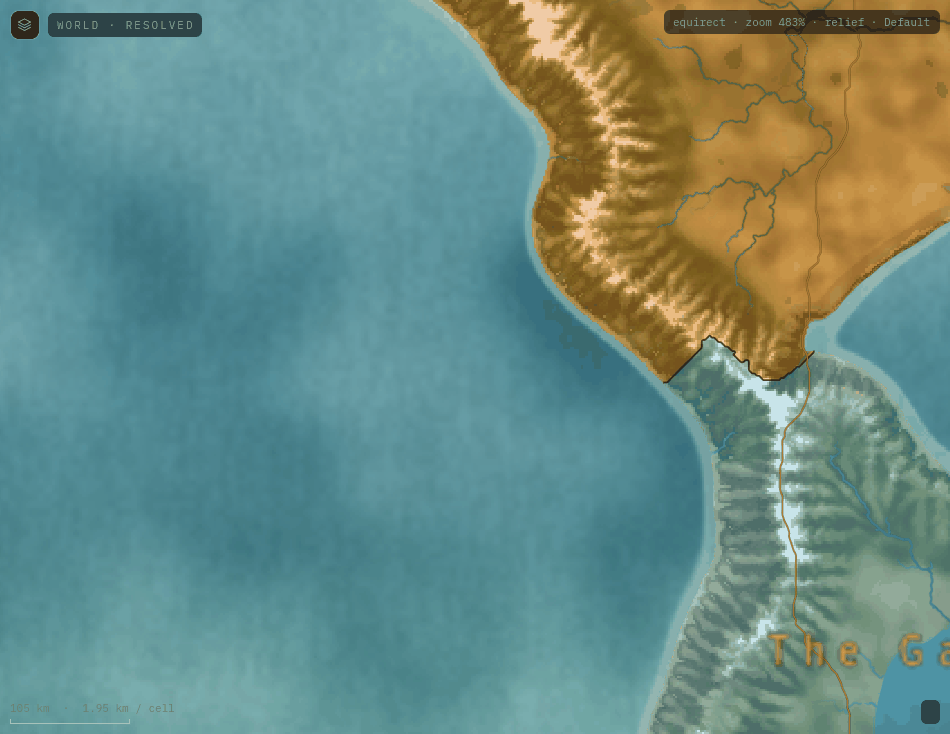 WORLD · RESOLVED
equirect · zoom 483% · relief · Default
The Ga
105 km · 1.95 km / cell